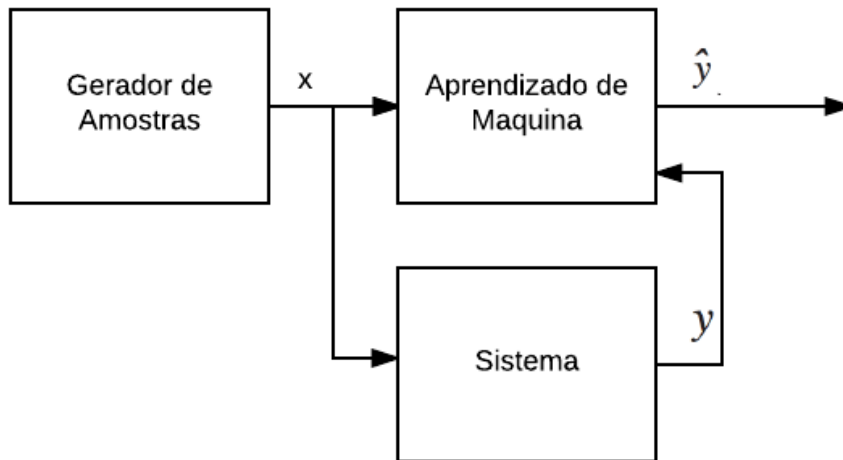 Gerador de
Amostras
x
Aprendizado de
Maquina
ŷ
Sistema
y